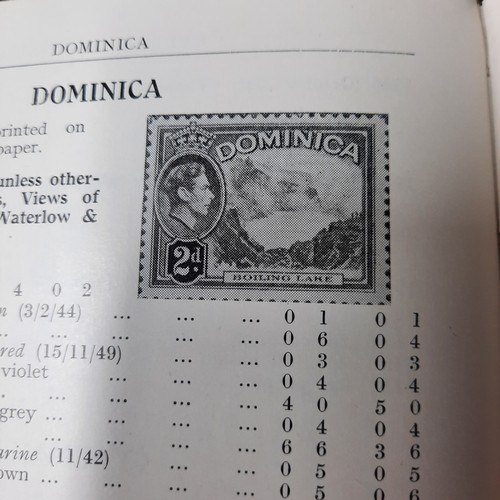 DOMINICA
DOMINICA
printed on
paper.
unless other-
s, Views of
Waterlow &
DOMINICA
2d
BOILING LAKE
4 0 2
n (3/2/44) ... ... ... 0 1 0 1
... ... ... 0 6 0 4
red (15/11/49) ... ... 0 3 0 3
violet ... ... ... 0 4 0 4
... ... ... 4 0 5 0
grey ... ... ... 0 4 0 4
... ... ... 6 6 3 6
arine (11/42) ... ... 0 5 0 5
own ... ... ... 0 5 0 6